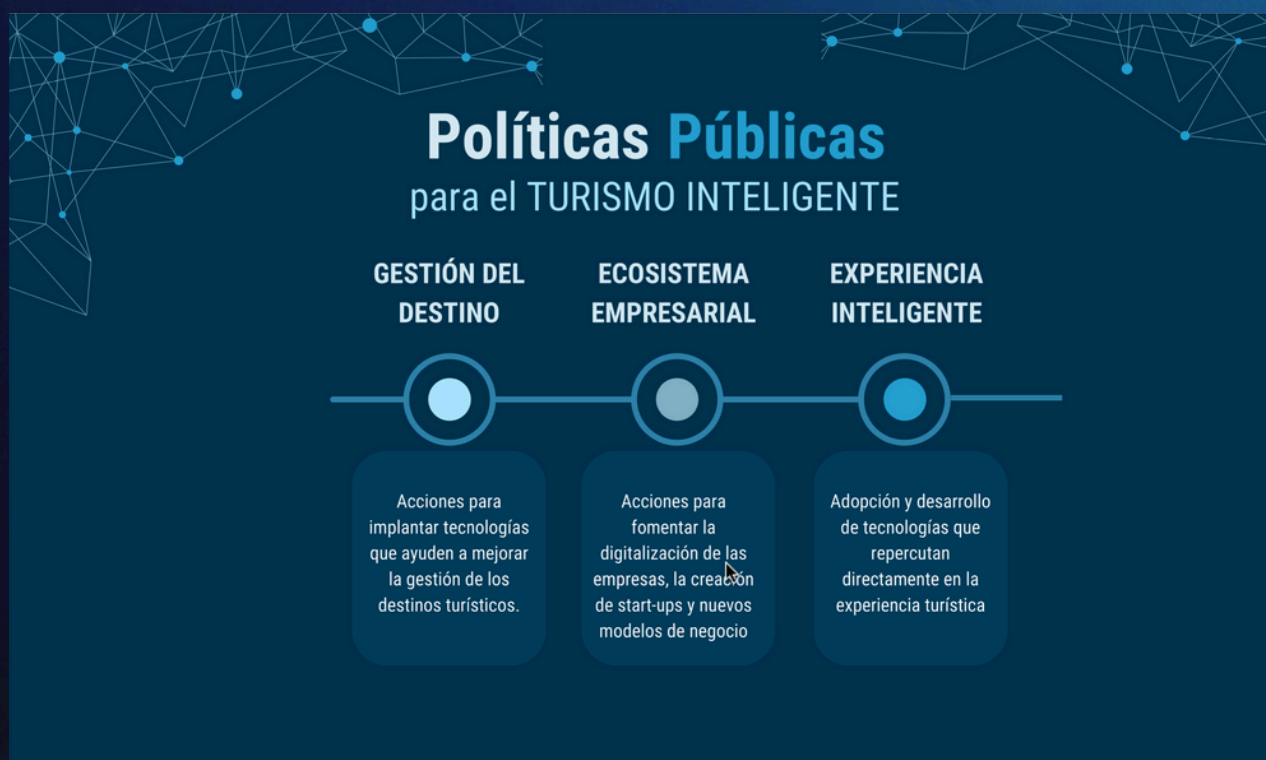 Políticas Públicas
para el TURISMO INTELIGENTE
GESTIÓN DEL
DESTINO
Acciones para
implantar tecnologías
que ayuden a mejorar
la gestión de los
destinos turísticos.
ECOSISTEMA
EMPRESARIAL
Acciones para
fomentar la
digitalización de las
empresas, la creación
de start-ups y nuevos
modelos de negocio
EXPERIENCIA
INTELIGENTE
Adopción y desarrollo
de tecnologías que
repercutan
directamente en la
experiencia turística